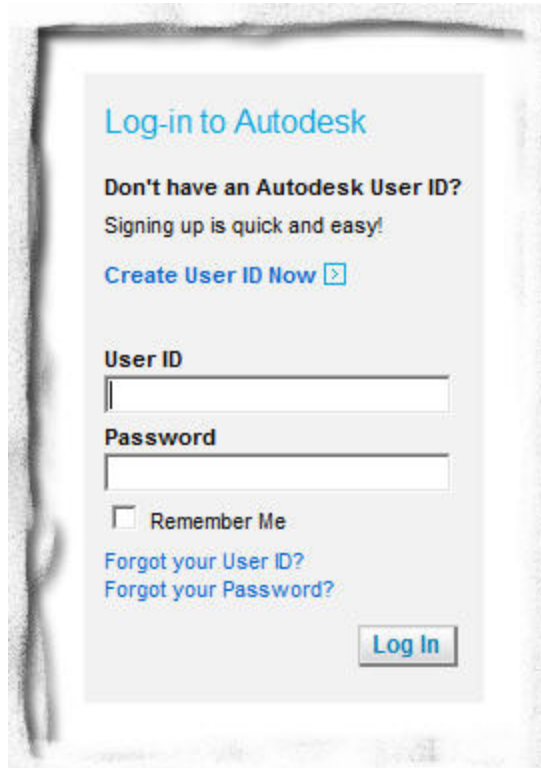 Log-in to Autodesk
Don't have an Autodesk User ID?
Signing up is quick and easy!
Create User ID Now
User ID
Password
Remember Me
Forgot your User ID?
Forgot your Password?
Log In